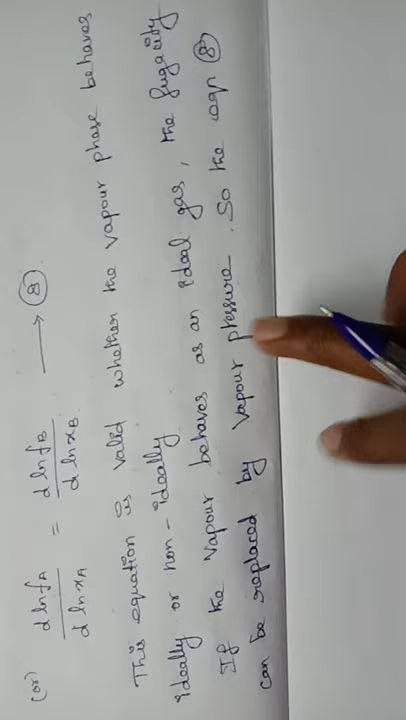 (or) d ln fA / d ln xA = d ln fB / d ln xB. ⟶ ⑧
This equation is valid whether the vapour phase behaves
ideally or non-ideally
If the vapour behaves as an ideal gas, the fugacity
can be replaced by vapour pressure. So the eqn ⑧